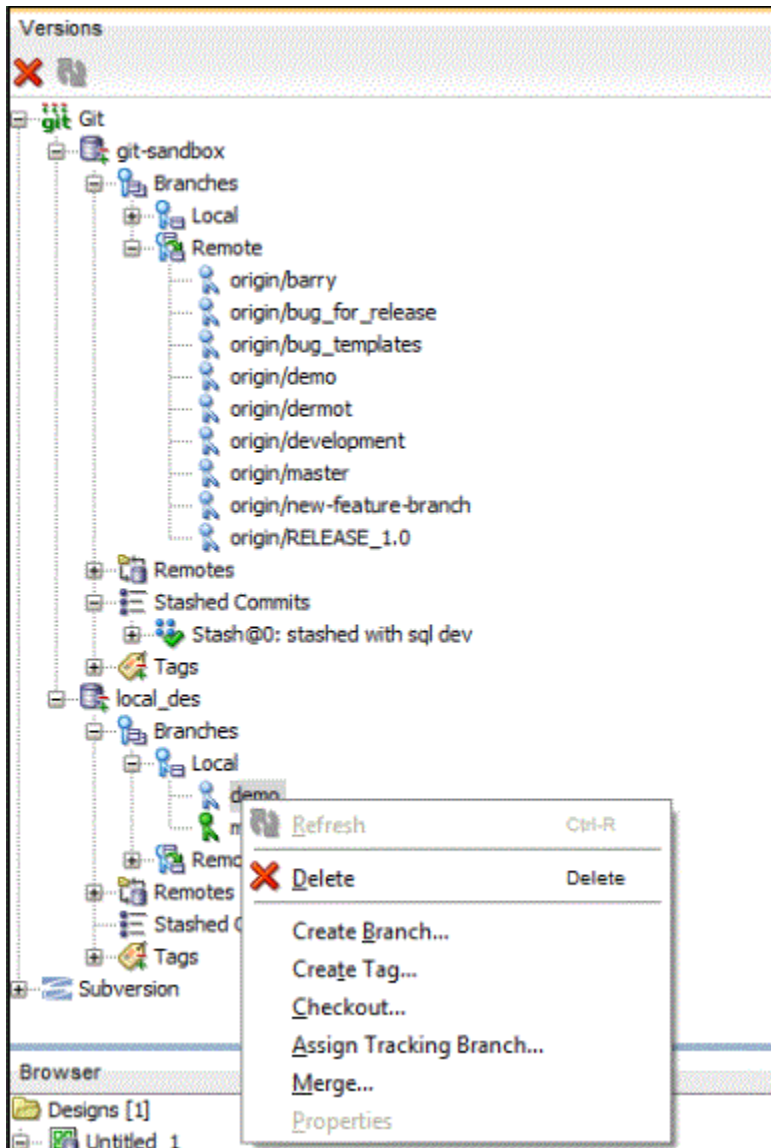 Versions
git Git
git-sandbox
Branches
Local
Remote
origin/barry
origin/bug_for_release
origin/bug_templates
origin/demo
origin/dermot
origin/development
origin/master
origin/new-feature-branch
origin/RELEASE_1.0
Remotes
Stashed Commits
Stash@0: stashed with sql dev
Tags
local_des
Branches
Local
demo
m
Remo
Remotes
Stashed C
Tags
Subversion
Refresh Ctrl-R
Delete Delete
Create Branch...
Create Tag...
Checkout...
Assign Tracking Branch...
Merge...
Properties
Browser
Designs [1]
Untitled_1